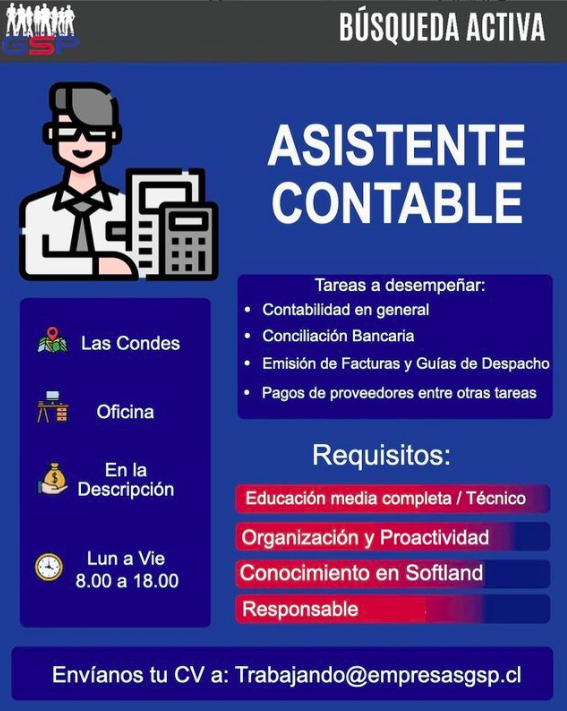 GSP
BÚSQUEDA ACTIVA
ASISTENTE
CONTABLE
Tareas a desempeñar:
• Contabilidad en general
• Conciliación Bancaria
• Emisión de Facturas y Guías de Despacho
• Pagos de proveedores entre otras tareas
Las Condes
Oficina
En la
Descripción
Lun a Vie
8.00 a 18.00
Requisitos:
Educación media completa / Técnico
Organización y Proactividad
Conocimiento en Softland
Responsable
Envíanos tu CV a: Trabajando@empresasgsp.cl